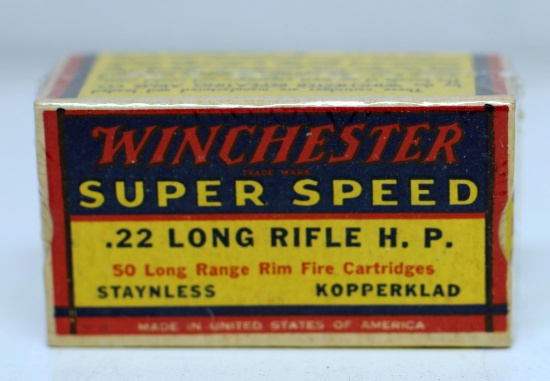 WINCHESTER
TRADE MARK
SUPER SPEED
.22 LONG RIFLE H. P.
50 Long Range Rim Fire Cartridges
STAYNLESS KOPPERKLAD
MADE IN UNITED STATES OF AMERICA